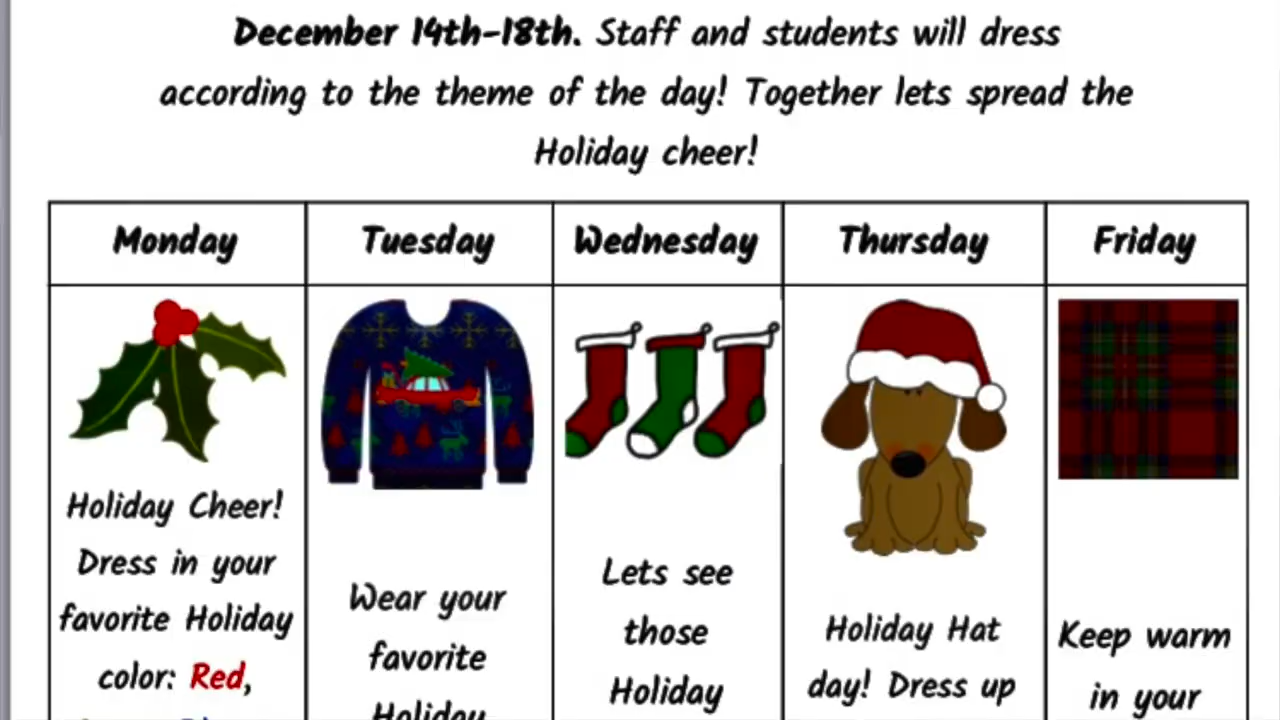 December 14th-18th. Staff and students will dress
according to the theme of the day! Together lets spread the
Holiday cheer!
Monday
Tuesday
Wednesday
Thursday
Friday
Holiday Cheer!
Dress in your
favorite Holiday
color: Red,
Wear your
favorite
Holiday
Lets see
those
Holiday
Holiday Hat
day! Dress up
Keep warm
in your